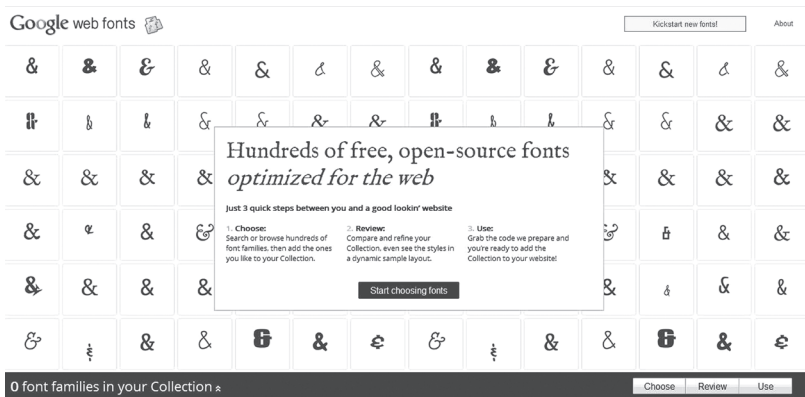 Google web fonts
Kickstart new fonts!
About
& & & & & & & & & & & & & &
& & & & & & & & & & & & & &
Hundreds of free, open-source fonts
optimized for the web
& & & & & & & &
Just 3 quick steps between you and a good lookin' website
1. Choose:
Search or browse hundreds of
font families, then add the ones
you like to your Collection.
2. Review:
Compare and refine your
Collection, even see the styles in
a dynamic sample layout.
3. Use:
Grab the code we prepare and
you're ready to add the
Collection to your website!
& & & & & & & &
Start choosing fonts
& & & & & & & &
& & & & & & & & & & & & & &
0 font families in your Collection
Choose Review Use